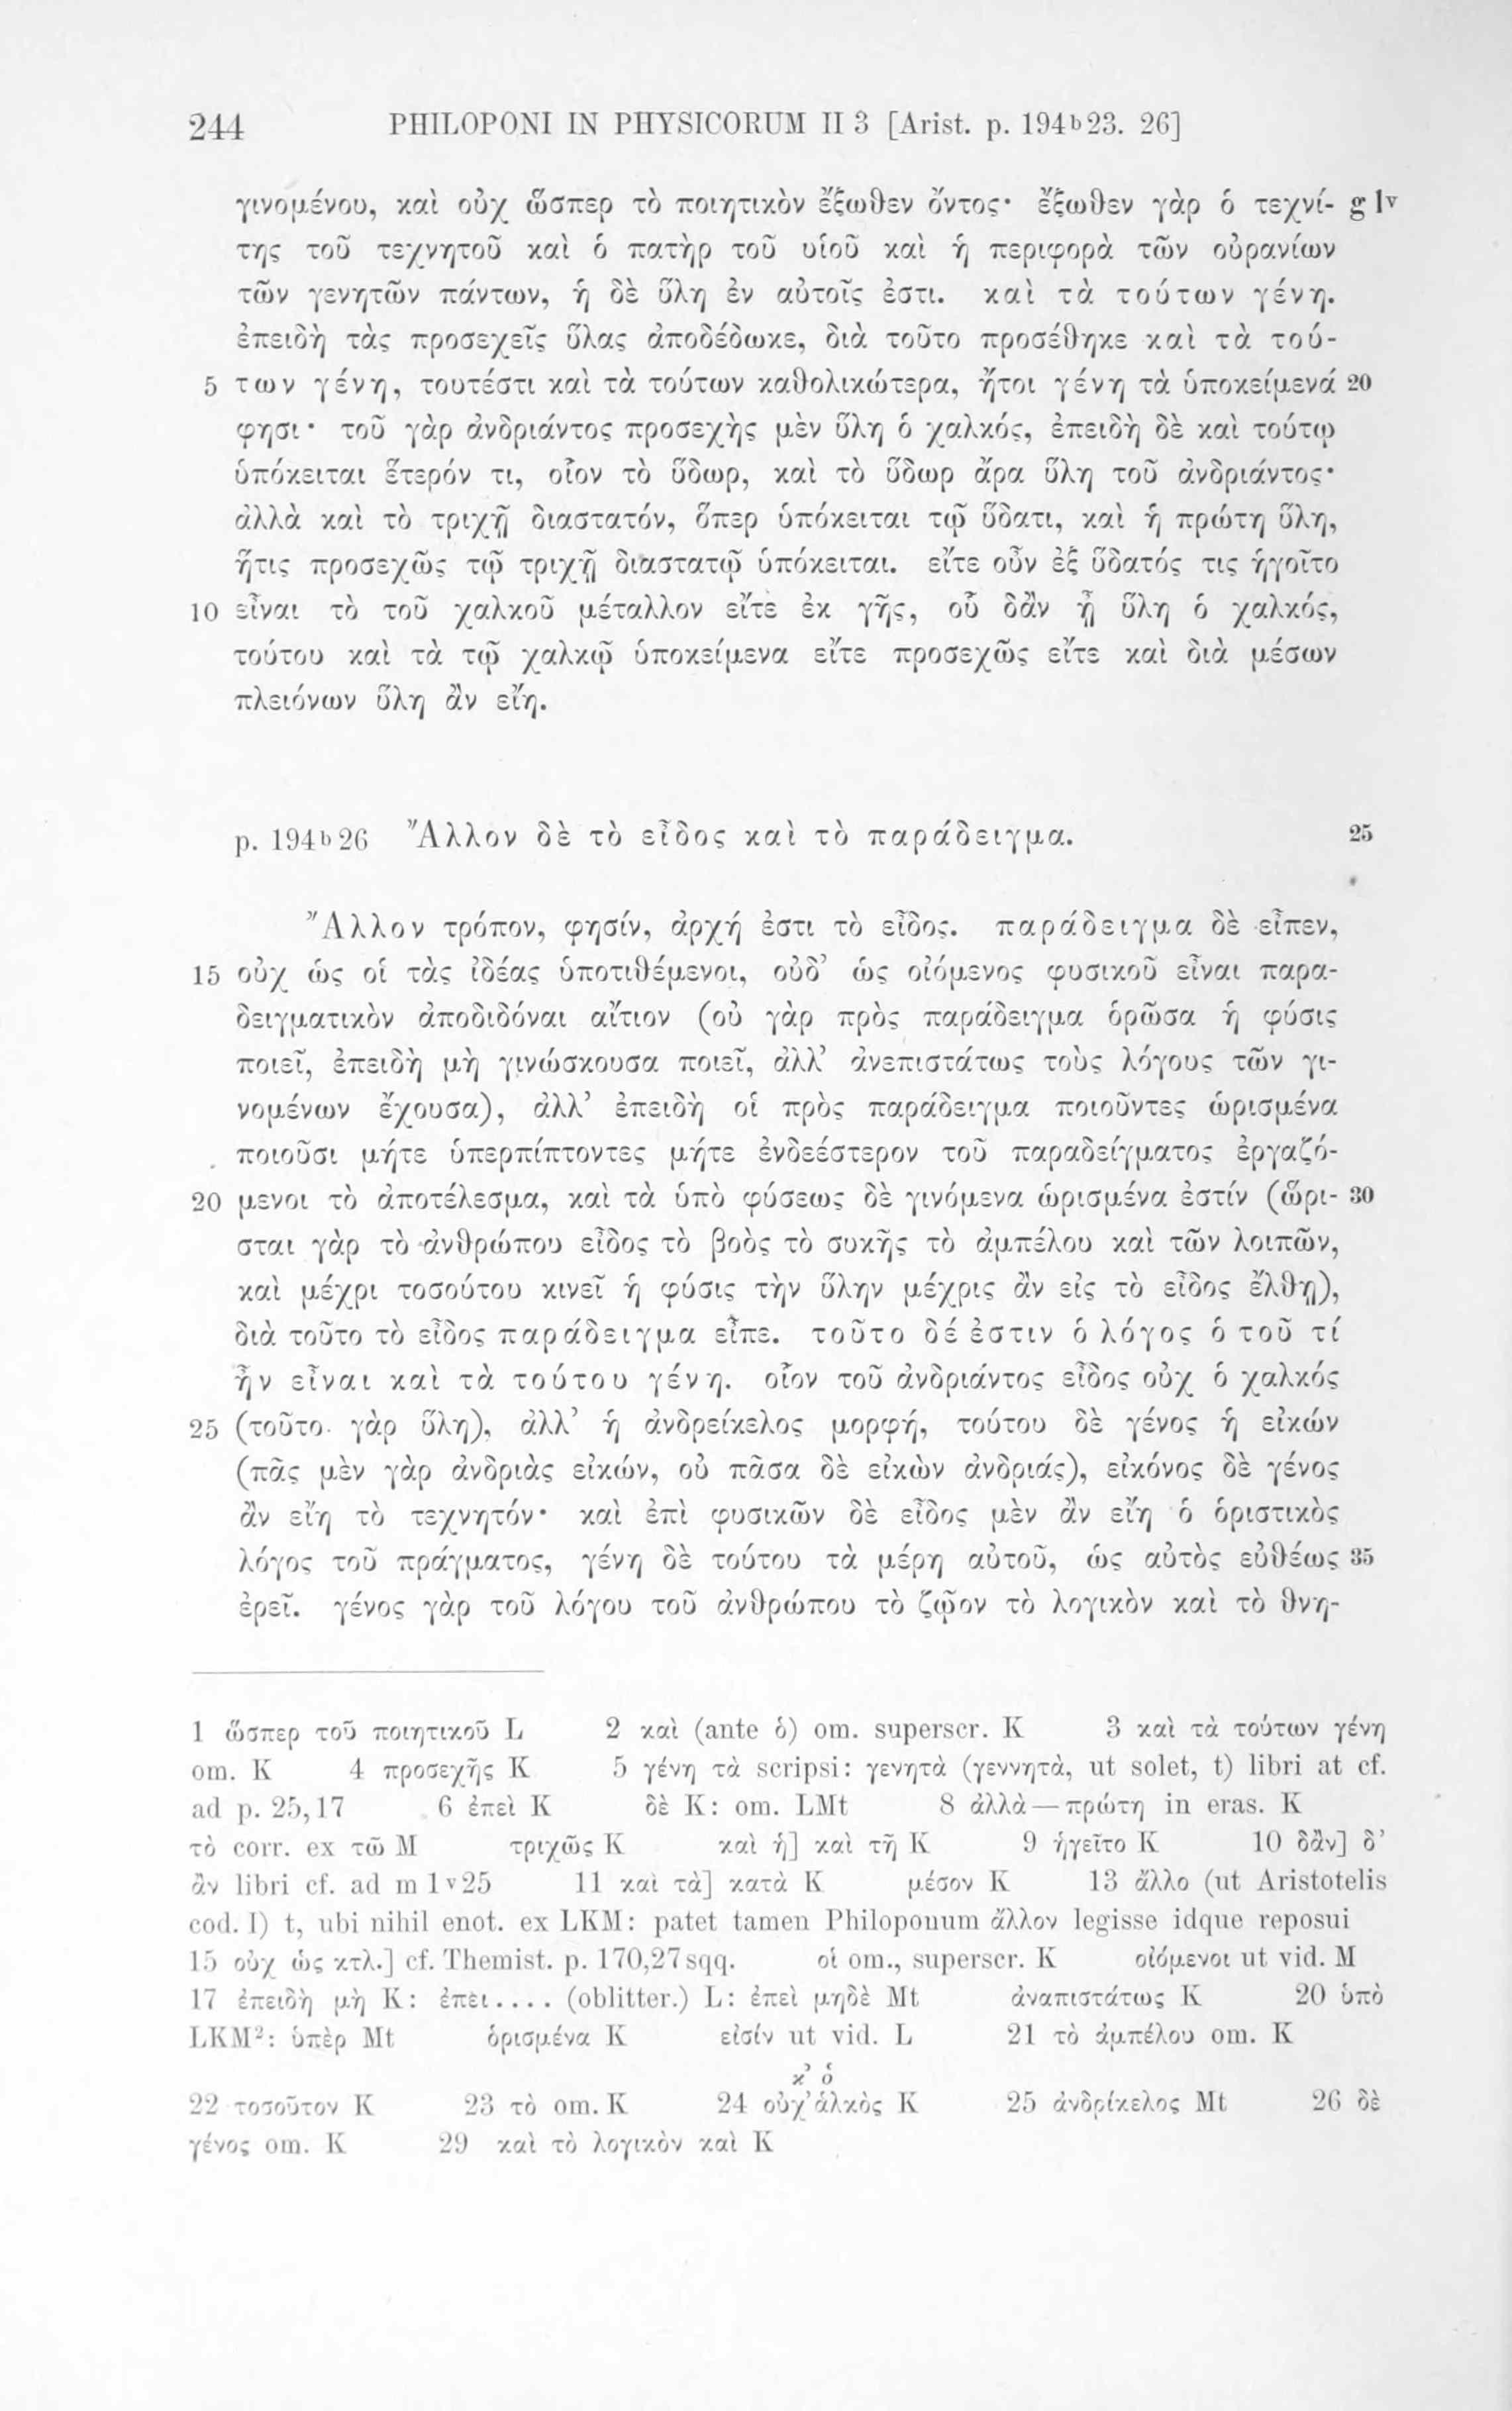 244 PHILOPONI IN PHYSICORUM II 3 [Arist. p. 194ᵇ23. 26]
γινομένου, καὶ οὐχ ὥσπερ τὸ ποιητικὸν ἔξωθεν ὄντος· ἔξωθεν γὰρ ὁ τεχνί- g 1ᵛ
της τοῦ τεχνητοῦ καὶ ὁ πατὴρ τοῦ υἱοῦ καὶ ἡ περιφορὰ τῶν οὐρανίων
τῶν γενητῶν πάντων, ἡ δὲ ὕλη ἐν αὐτοῖς ἐστι. καὶ τὰ τούτων γένη.
ἐπειδὴ τὰς προσεχεῖς ὕλας ἀποδέδωκε, διὰ τοῦτο προσέθηκε καὶ τὰ τού-
5 των γένη, τουτέστι καὶ τὰ τούτων καθολικώτερα, ἤτοι γένη τὰ ὑποκείμενά 20
φησι· τοῦ γὰρ ἀνδριάντος προσεχὴς μὲν ὕλη ὁ χαλκός, ἐπειδὴ δὲ καὶ τούτῳ
ὑπόκειται ἕτερόν τι, οἷον τὸ ὕδωρ, καὶ τὸ ὕδωρ ἄρα ὕλη τοῦ ἀνδριάντος·
ἀλλὰ καὶ τὸ τριχῇ διαστατόν, ὅπερ ὑπόκειται τῷ ὕδατι, καὶ ἡ πρώτη ὕλη,
ἥτις προσεχῶς τῷ τριχῇ διαστατῷ ὑπόκειται. εἴτε οὖν ἐξ ὕδατός τις ἡγοῖτο
10 εἶναι τὸ τοῦ χαλκοῦ μέταλλον εἴτε ἐκ γῆς, οὗ δἂν ᾖ ὕλη ὁ χαλκός,
τούτου καὶ τὰ τῷ χαλκῷ ὑποκείμενα εἴτε προσεχῶς εἴτε καὶ διὰ μέσων
πλειόνων ὕλη ἂν εἴη.
p. 194ᵇ26 Ἄλλον δὲ τὸ εἶδος καὶ τὸ παράδειγμα. 25
Ἄλλον τρόπον, φησίν, ἀρχή ἐστι τὸ εἶδος. παράδειγμα δὲ εἶπεν,
15 οὐχ ὡς οἱ τὰς ἰδέας ὑποτιθέμενοι, οὐδ’ ὡς οἰόμενος φυσικοῦ εἶναι παρα-
δειγματικὸν ἀποδιδόναι αἴτιον (οὐ γὰρ πρὸς παράδειγμα ὁρῶσα ἡ φύσις
ποιεῖ, ἐπειδὴ μὴ γινώσκουσα ποιεῖ, ἀλλ’ ἀνεπιστάτως τοὺς λόγους τῶν γι-
νομένων ἔχουσα), ἀλλ’ ἐπειδὴ οἱ πρὸς παράδειγμα ποιοῦντες ὡρισμένα
ποιοῦσι μήτε ὑπερπίπτοντες μήτε ἐνδεέστερον τοῦ παραδείγματος ἐργαζό-
20 μενοι τὸ ἀποτέλεσμα, καὶ τὰ ὑπὸ φύσεως δὲ γινόμενα ὡρισμένα ἐστίν (ὥρι- 30
σται γὰρ τὸ ἀνθρώπου εἶδος τὸ βοὸς τὸ συκῆς τὸ ἀμπέλου καὶ τῶν λοιπῶν,
καὶ μέχρι τοσούτου κινεῖ ἡ φύσις τὴν ὕλην μέχρις ἂν εἰς τὸ εἶδος ἔλθῃ),
διὰ τοῦτο τὸ εἶδος παράδειγμα εἶπε. τοῦτο δέ ἐστιν ὁ λόγος ὁ τοῦ τί
ἦν εἶναι καὶ τὰ τούτου γένη. οἷον τοῦ ἀνδριάντος εἶδος οὐχ ὁ χαλκός
25 (τοῦτο γὰρ ὕλη), ἀλλ’ ἡ ἀνδρείκελος μορφή, τούτου δὲ γένος ἡ εἰκών
(πᾶς μὲν γὰρ ἀνδριὰς εἰκών, οὐ πᾶσα δὲ εἰκὼν ἀνδριάς), εἰκόνος δὲ γένος
ἂν εἴη τὸ τεχνητόν· καὶ ἐπὶ φυσικῶν δὲ εἶδος μὲν ἂν εἴη ὁ ὁριστικὸς
λόγος τοῦ πράγματος, γένη δὲ τούτου τὰ μέρη αὐτοῦ, ὡς αὐτὸς εὐθέως 35
ἐρεῖ. γένος γὰρ τοῦ λόγου τοῦ ἀνθρώπου τὸ ζῷον τὸ λογικὸν καὶ τὸ θνη-
1 ὥσπερ τοῦ ποιητικοῦ L 2 καὶ (ante ὁ) om. superscr. K 3 καὶ τὰ τούτων γένη
om. K 4 προσεχῆς K 5 γένη τὰ scripsi: γενητὰ (γεννητὰ, ut solet, t) libri at cf.
ad p. 25,17 6 ἐπεὶ K δὲ K: om. LMt 8 ἀλλὰ — πρώτη in eras. K
τὸ corr. ex τῶ M τριχῶς K καὶ ἡ] καὶ τῆ K 9 ἡγεῖτο K 10 δἂν] δ’
ἂν libri cf. ad m 1ᵛ25 11 καὶ τὰ] κατὰ K μέσον K 13 ἄλλο (ut Aristotelis
cod. I) t, ubi nihil enot. ex LKM: patet tamen Philoponum ἄλλον legisse idque reposui
15 οὐχ ὡς κτλ.] cf. Themist. p. 170,27 sqq. οἱ om., superscr. K οἰόμενοι ut vid. M
17 ἐπειδὴ μὴ K: ἐπει.... (oblitter.) L: ἐπεὶ μηδὲ Mt ἀναπιστάτως K 20 ὑπὸ
LKM²: ὑπὲρ Mt ὁρισμένα K εἰσίν ut vid. L 21 τὸ ἀμπέλου om. K
κ’ ὁ
22 τοσοῦτον K 23 τὸ om. K 24 οὐχ’ἁλκὸς K 25 ἀνδρίκελος Mt 26 δὲ
γένος om. K 29 καὶ τὸ λογικὸν καὶ K